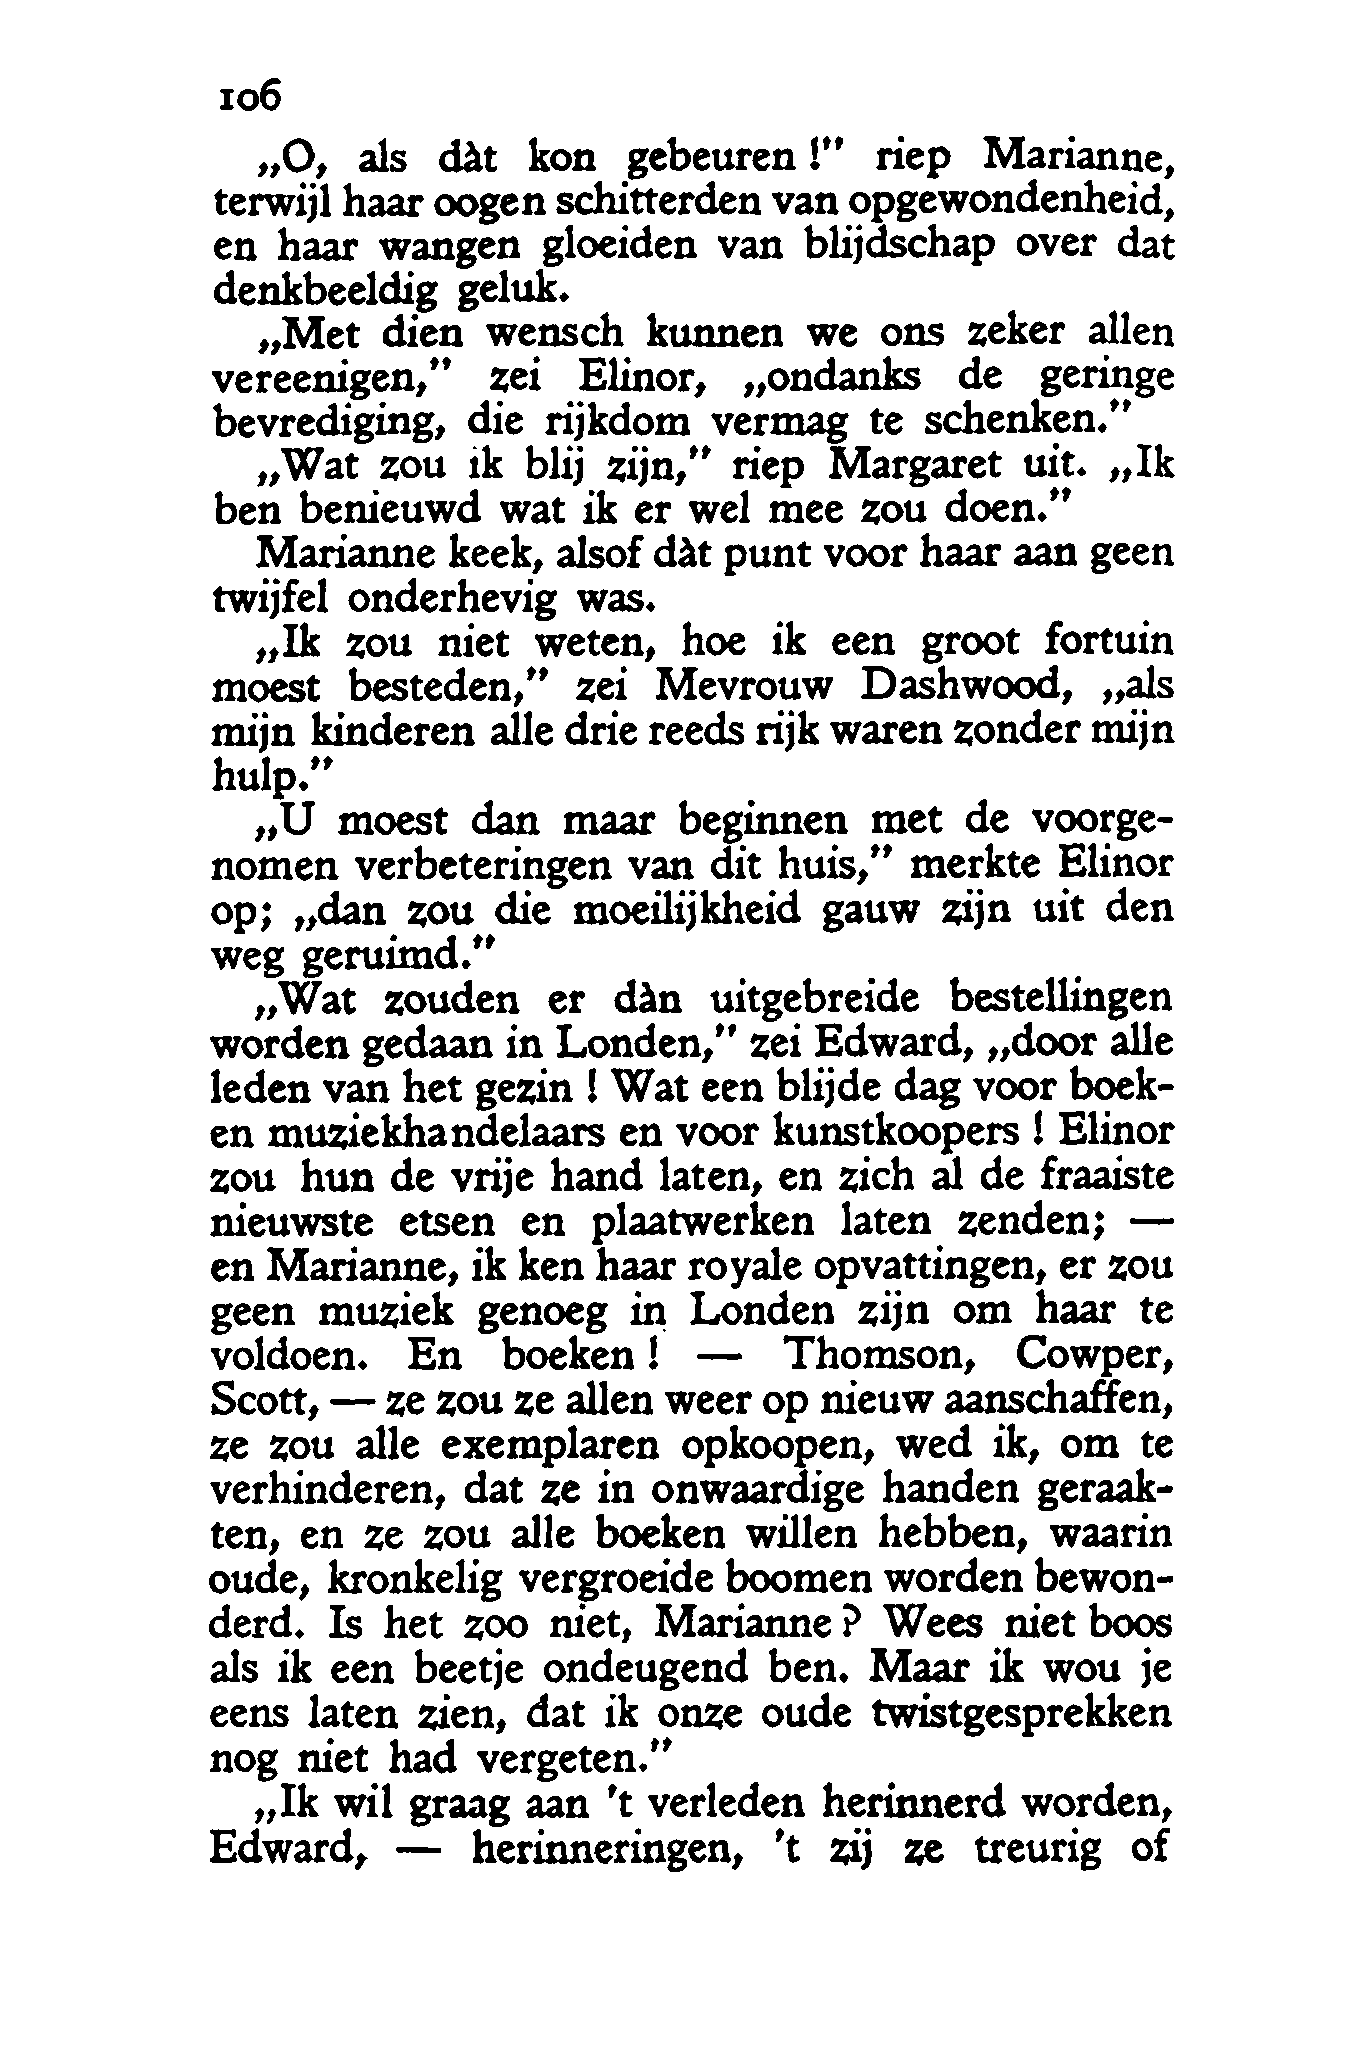 106
„O, als dàt kon gebeuren!” riep Marianne,
terwijl haar oogen schitterden van opgewondenheid,
en haar wangen gloeiden van blijdschap over dat
denkbeeldig geluk.
„Met dien wensch kunnen we ons zeker allen
vereenigen,” zei Elinor, „ondanks de geringe
bevrediging, die rijkdom vermag te schenken.”
„Wat zou ik blij zijn,” riep Margaret uit. „Ik
ben benieuwd wat ik er wel mee zou doen.”
Marianne keek, alsof dàt punt voor haar aan geen
twijfel onderhevig was.
„Ik zou niet weten, hoe ik een groot fortuin
moest besteden,” zei Mevrouw Dashwood, „als
mijn kinderen alle drie reeds rijk waren zonder mijn
hulp.”
„U moest dan maar beginnen met de voorge-
nomen verbeteringen van dit huis,” merkte Elinor
op; „dan zou die moeilijkheid gauw zijn uit den
weg geruimd.”
„Wat zouden er dàn uitgebreide bestellingen
worden gedaan in Londen,” zei Edward, „door alle
leden van het gezin! Wat een blijde dag voor boek-
en muziekhandelaars en voor kunstkoopers! Elinor
zou hun de vrije hand laten, en zich al de fraaiste
nieuwste etsen en plaatwerken laten zenden; —
en Marianne, ik ken haar royale opvattingen, er zou
geen muziek genoeg in Londen zijn om haar te
voldoen. En boeken! — Thomson, Cowper,
Scott, — ze zou ze allen weer op nieuw aanschaffen,
ze zou alle exemplaren opkoopen, wed ik, om te
verhinderen, dat ze in onwaardige handen geraak-
ten, en ze zou alle boeken willen hebben, waarin
oude, kronkelig vergroeide boomen worden bewon-
derd. Is het zoo niet, Marianne? Wees niet boos
als ik een beetje ondeugend ben. Maar ik wou je
eens laten zien, dat ik onze oude twistgesprekken
nog niet had vergeten.”
„Ik wil graag aan 't verleden herinnerd worden,
Edward, — herinneringen, 't zij ze treurig of